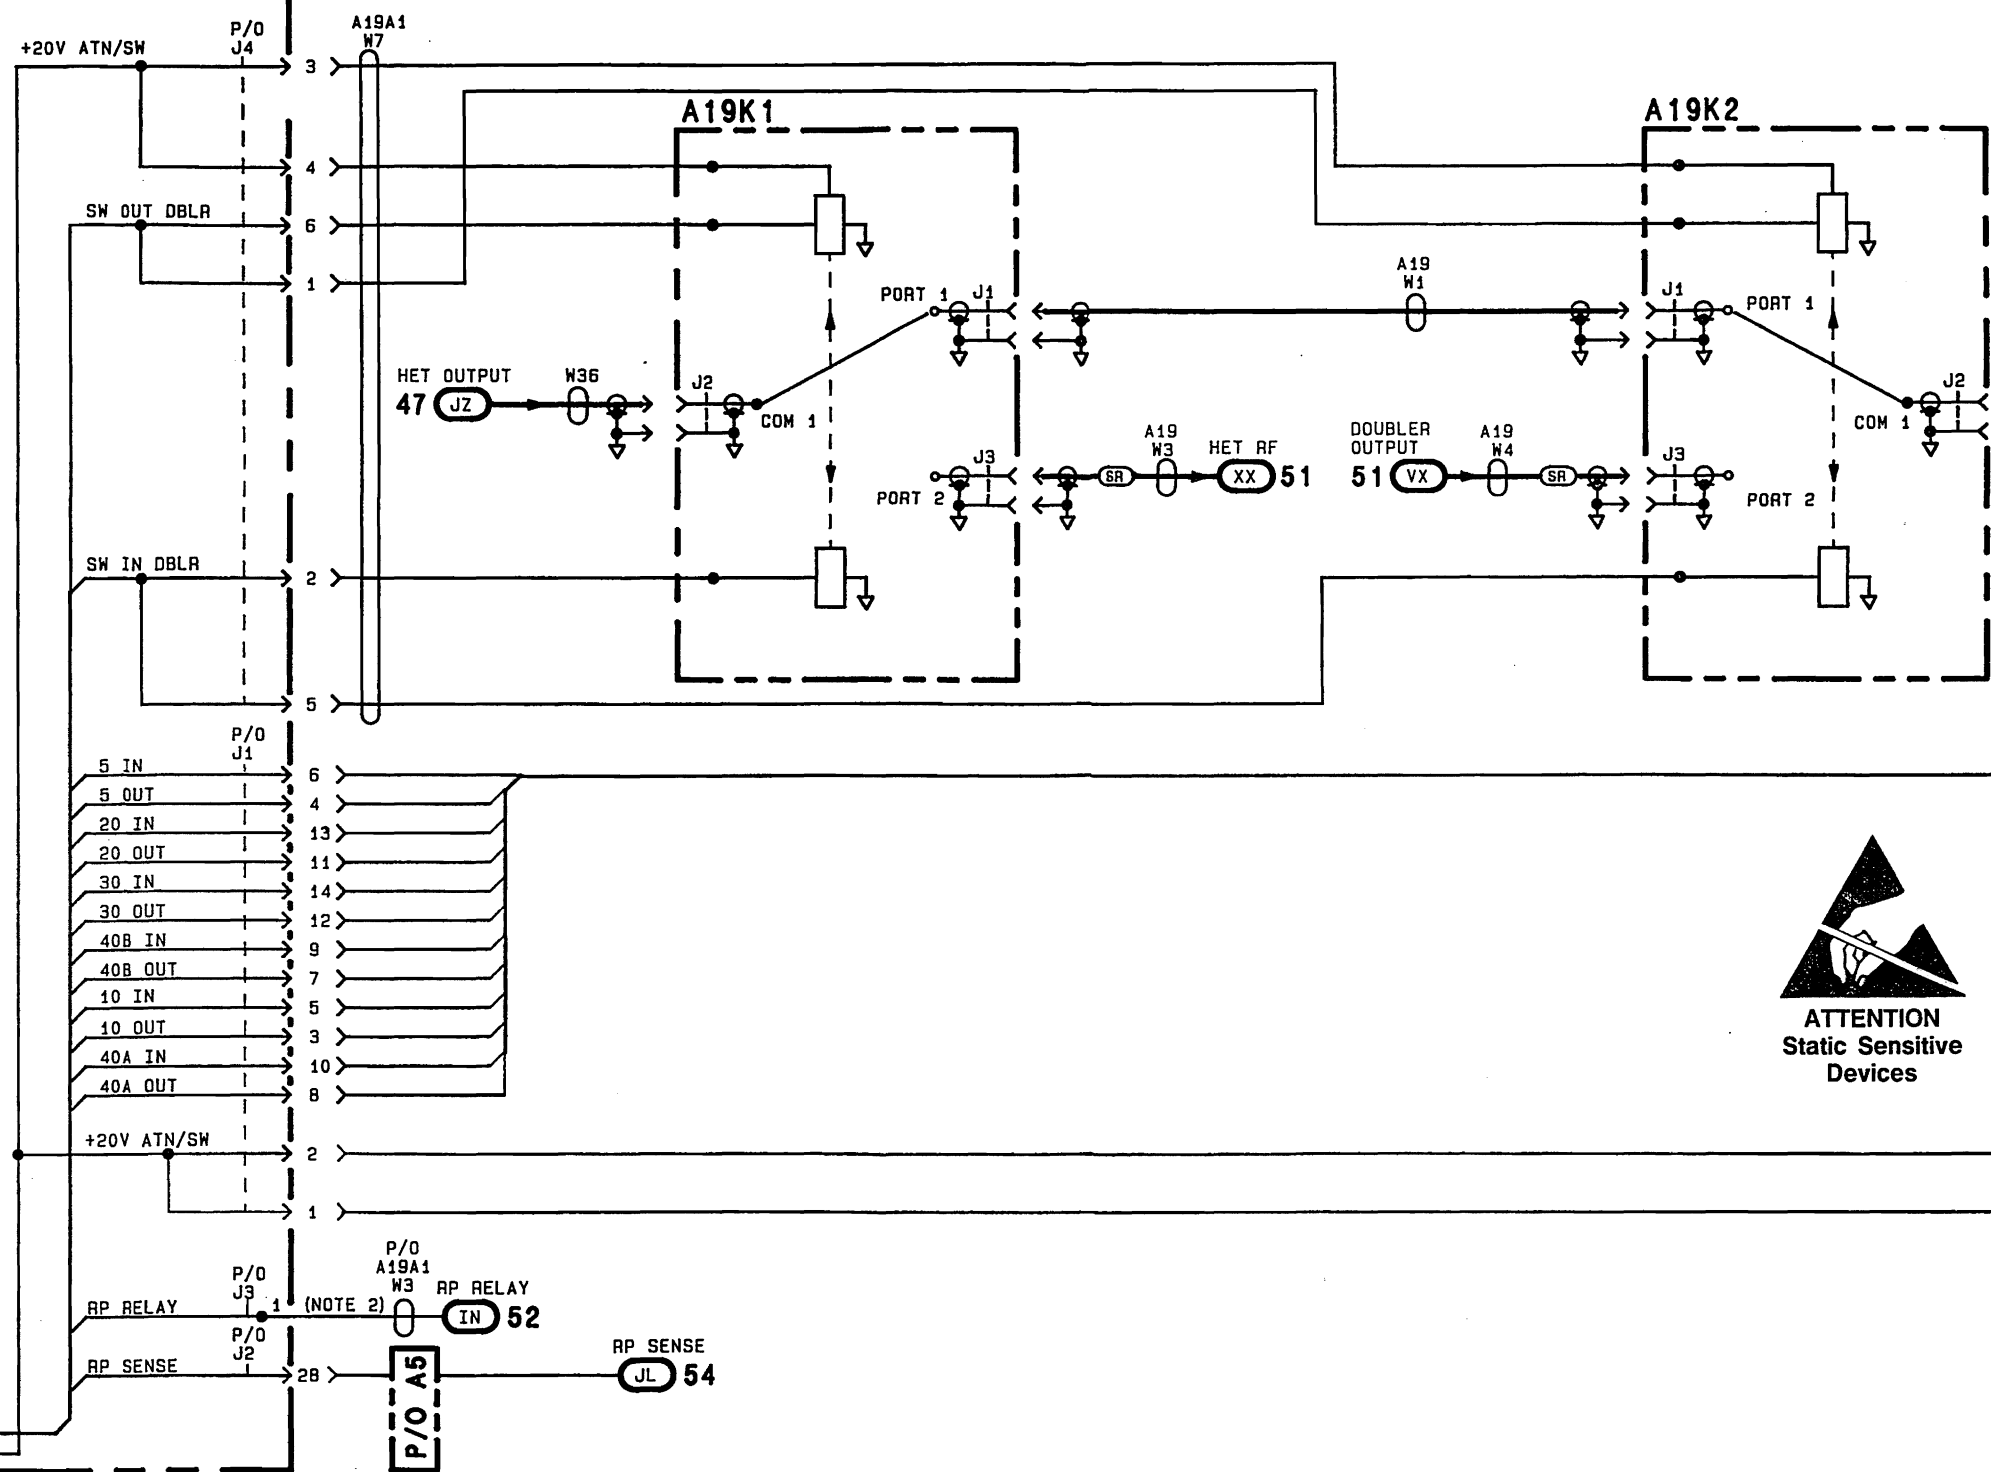 +20V ATN/SW
P/O
J4
A19A1
W7
3
4
SW OUT DBLR
6
1
A19K1
A19K2
PORT 1
J1
A19
W1
J1
PORT 1
HET OUTPUT
47
JZ
W36
J2
COM 1
J3
PORT 2
SR
A19
W3
HET RF
XX
51
DOUBLER
OUTPUT
51
VX
A19
W4
SR
J3
PORT 2
COM 1
J2
SW IN DBLR
2
5
P/O
J1
5 IN
6
5 OUT
4
20 IN
13
20 OUT
11
30 IN
14
30 OUT
12
40B IN
9
40B OUT
7
10 IN
5
10 OUT
3
40A IN
10
40A OUT
8
+20V ATN/SW
2
1
ATTENTION
Static Sensitive
Devices
P/O
J3
RP RELAY
1
(NOTE 2)
P/O
A19A1
W3
RP RELAY
IN
52
P/O
J2
RP SENSE
28
P/O A5
RP SENSE
JL
54